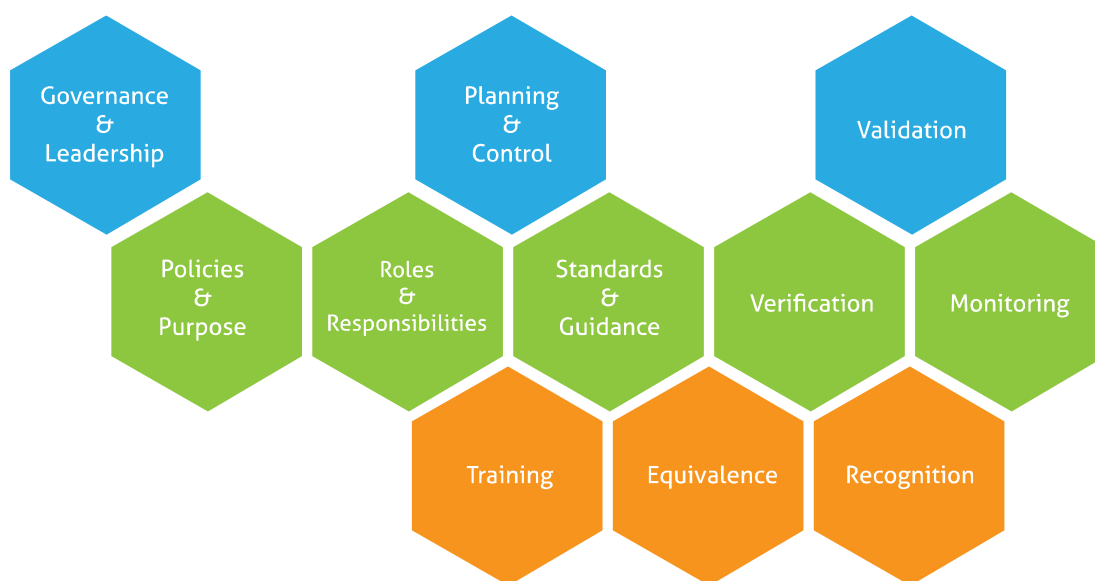 Governance
&
Leadership
Planning
&
Control
Validation
Policies
&
Purpose
Roles
&
Responsibilities
Standards
&
Guidance
Verification
Monitoring
Training
Equivalence
Recognition